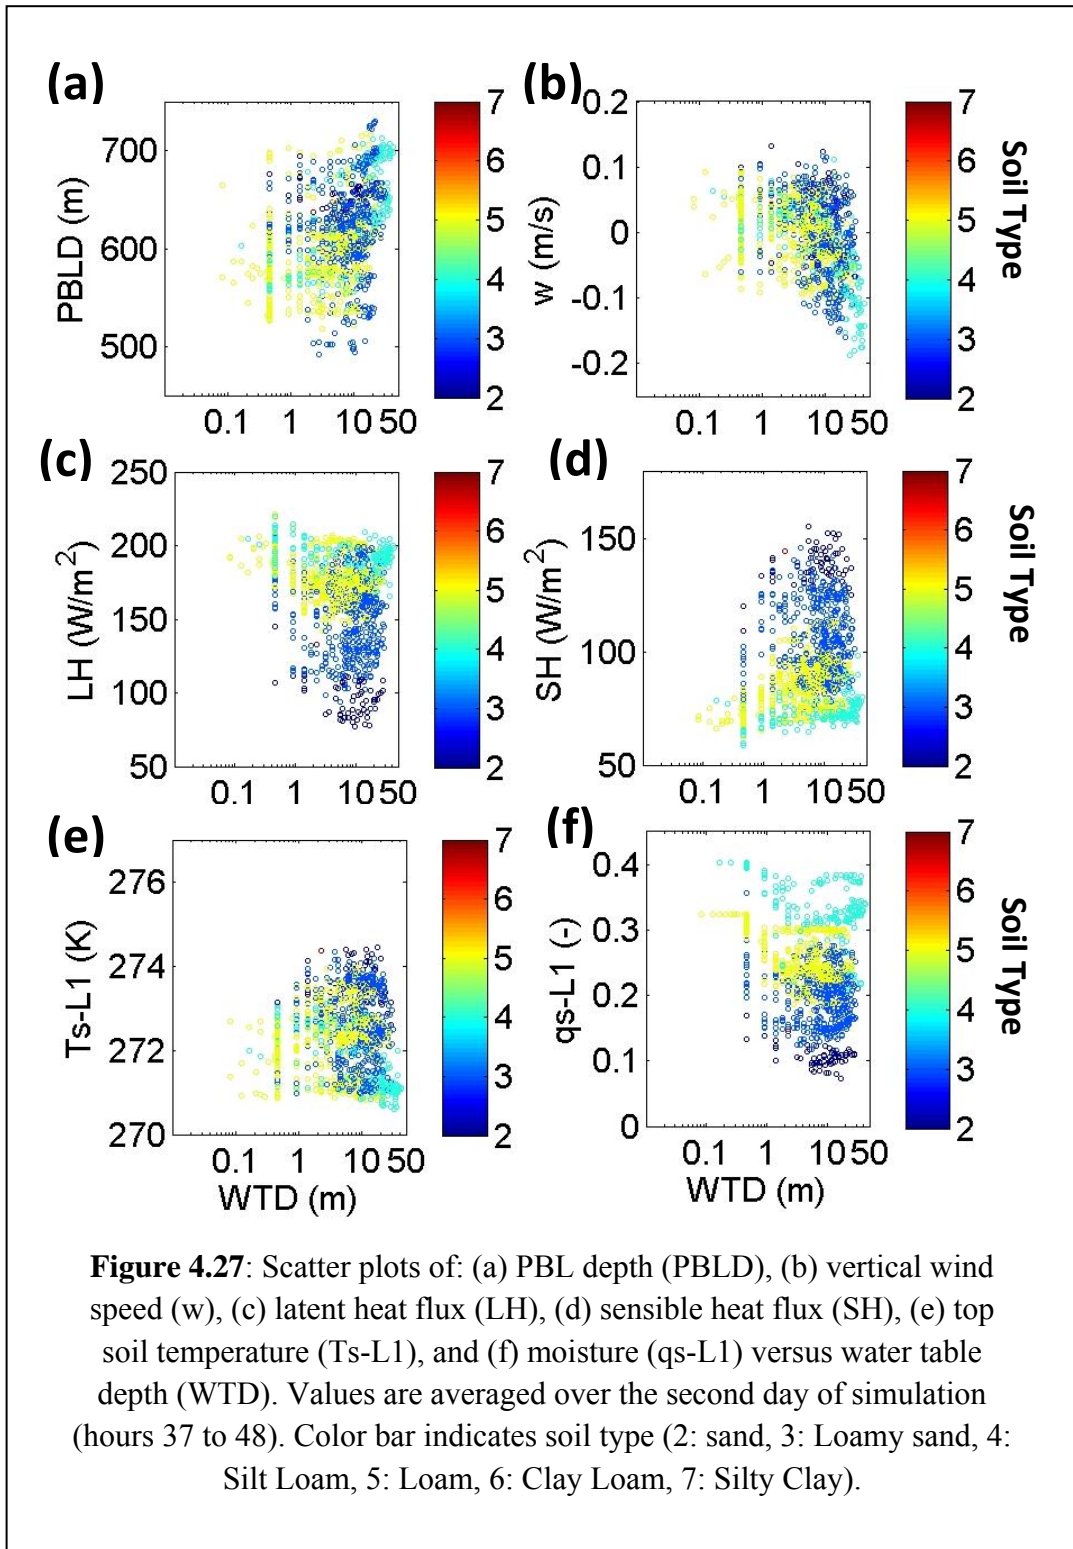 (a)
(b)
PBLD (m)
700
600
500
0.1 1 10 50
7
6
5
4
3
2
w (m/s)
0.2
0.1
0
-0.1
-0.2
0.1 1 10 50
7
6
5
4
3
2
Soil Type
(c)
(d)
LH (W/m2)
250
200
150
100
50
0.1 1 10 50
7
6
5
4
3
2
SH (W/m2)
150
100
50
0.1 1 10 50
7
6
5
4
3
2
Soil Type
(e)
(f)
Ts-L1 (K)
276
274
272
270
0.1 1 10 50
WTD (m)
7
6
5
4
3
2
qs-L1 (-)
0.4
0.3
0.2
0.1
0
0.1 1 10 50
WTD (m)
7
6
5
4
3
2
Soil Type
Figure 4.27: Scatter plots of: (a) PBL depth (PBLD), (b) vertical wind
speed (w), (c) latent heat flux (LH), (d) sensible heat flux (SH), (e) top
soil temperature (Ts-L1), and (f) moisture (qs-L1) versus water table
depth (WTD). Values are averaged over the second day of simulation
(hours 37 to 48). Color bar indicates soil type (2: sand, 3: Loamy sand, 4:
Silt Loam, 5: Loam, 6: Clay Loam, 7: Silty Clay).